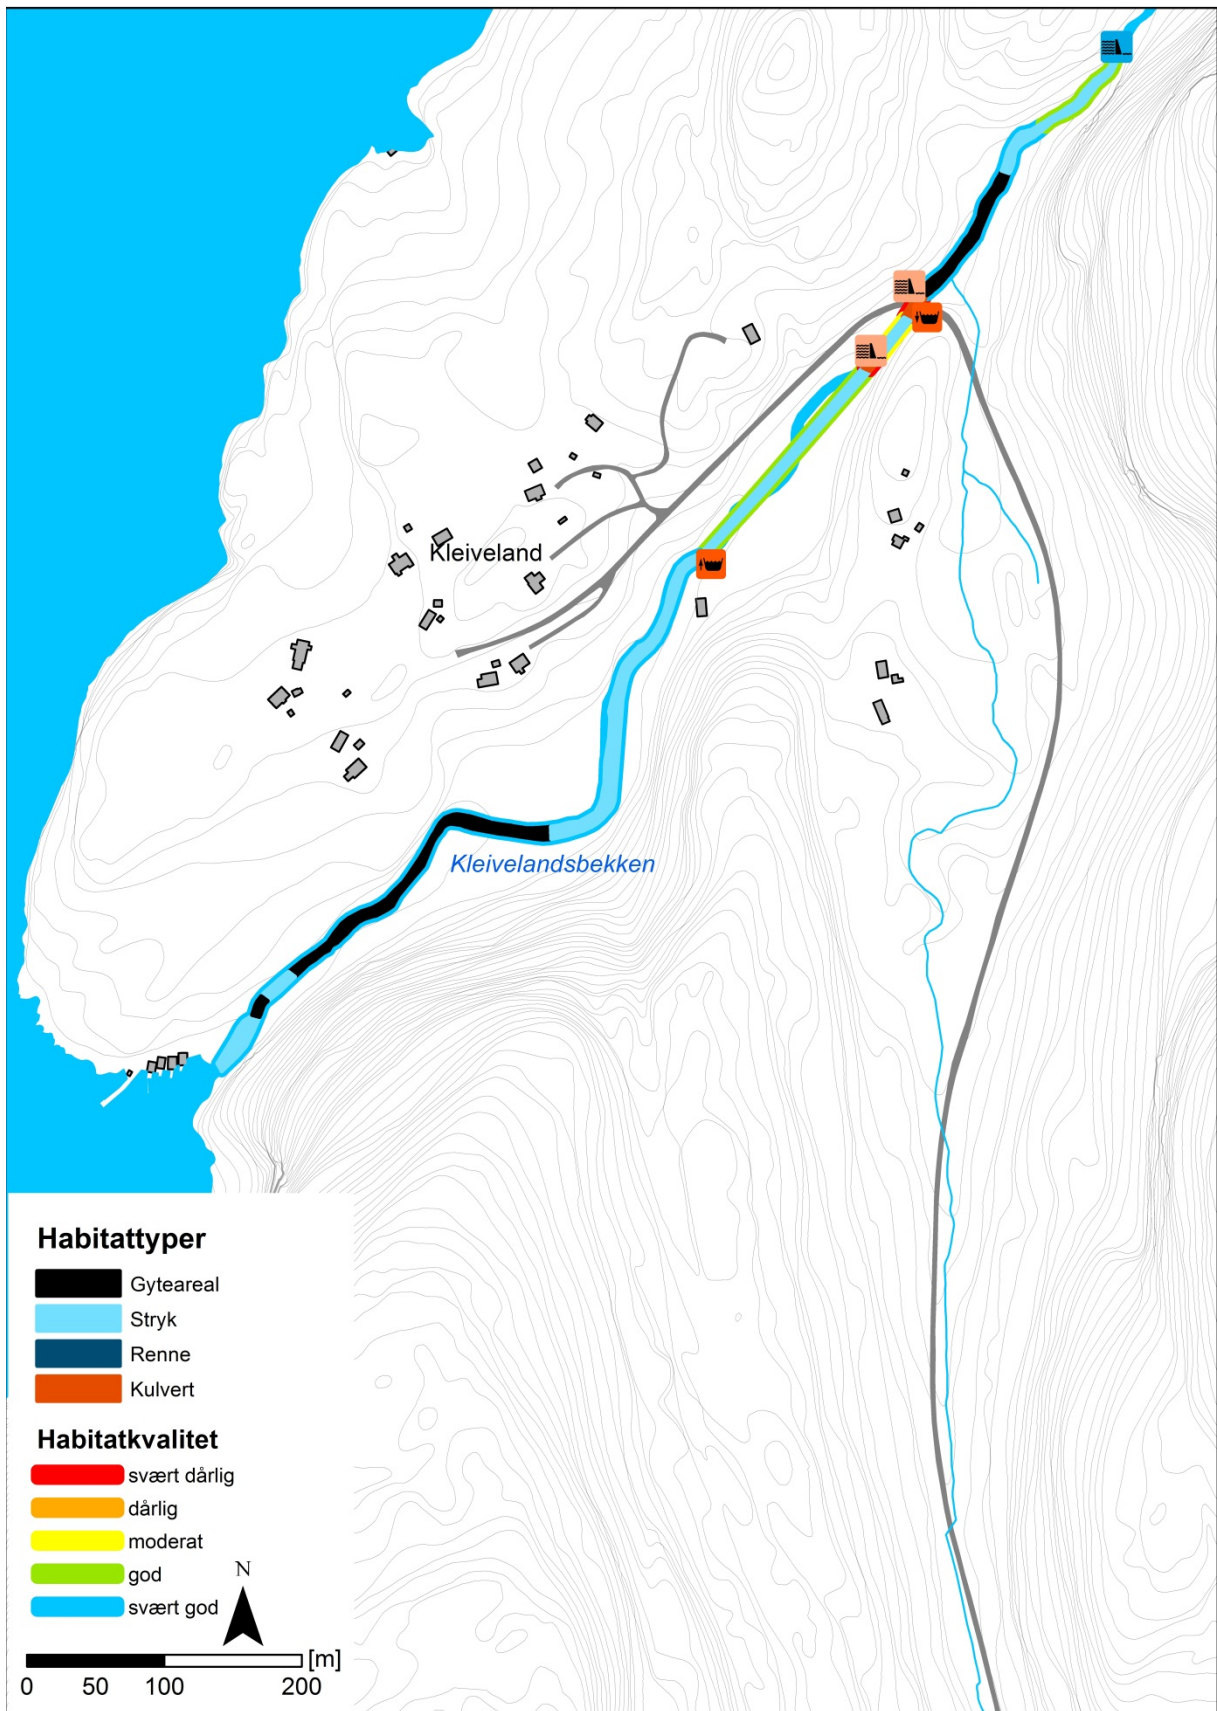 Kleiveland
Kleivelandsbekken
Habitattyper
Gyteareal
Stryk
Renne
Kulvert
Habitatkvalitet
svært dårlig
dårlig
moderat
god
svært god
N
[m]
0 50 100 200